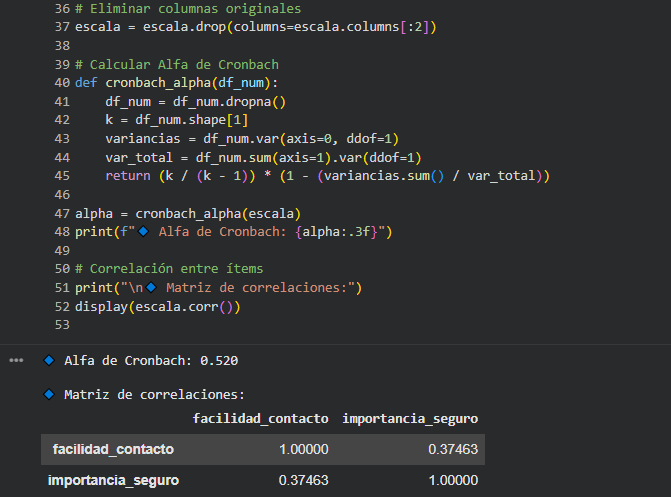 36 # Eliminar columnas originales
37 escala = escala.drop(columns=escala.columns[:2])
38
39 # Calcular Alfa de Cronbach
40 def cronbach_alpha(df_num):
41     df_num = df_num.dropna()
42     k = df_num.shape[1]
43     variancias = df_num.var(axis=0, ddof=1)
44     var_total = df_num.sum(axis=1).var(ddof=1)
45     return (k / (k - 1)) * (1 - (variancias.sum() / var_total))
46
47 alpha = cronbach_alpha(escala)
48 print(f"🔹 Alfa de Cronbach: {alpha:.3f}")
49
50 # Correlación entre ítems
51 print("\n🔹 Matriz de correlaciones:")
52 display(escala.corr())
53
🔹 Alfa de Cronbach: 0.520
🔹 Matriz de correlaciones:
facilidad_contacto importancia_seguro
facilidad_contacto 1.00000 0.37463
importancia_seguro 0.37463 1.00000